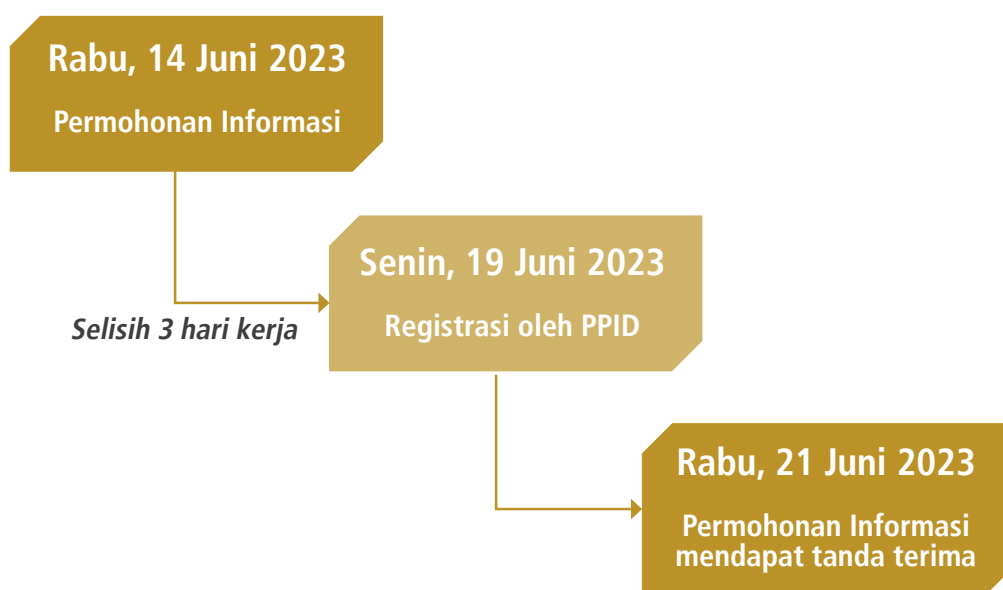 Rabu, 14 Juni 2023
Permohonan Informasi
Selisih 3 hari kerja
Senin, 19 Juni 2023
Registrasi oleh PPID
Rabu, 21 Juni 2023
Permohonan Informasi
mendapat tanda terima